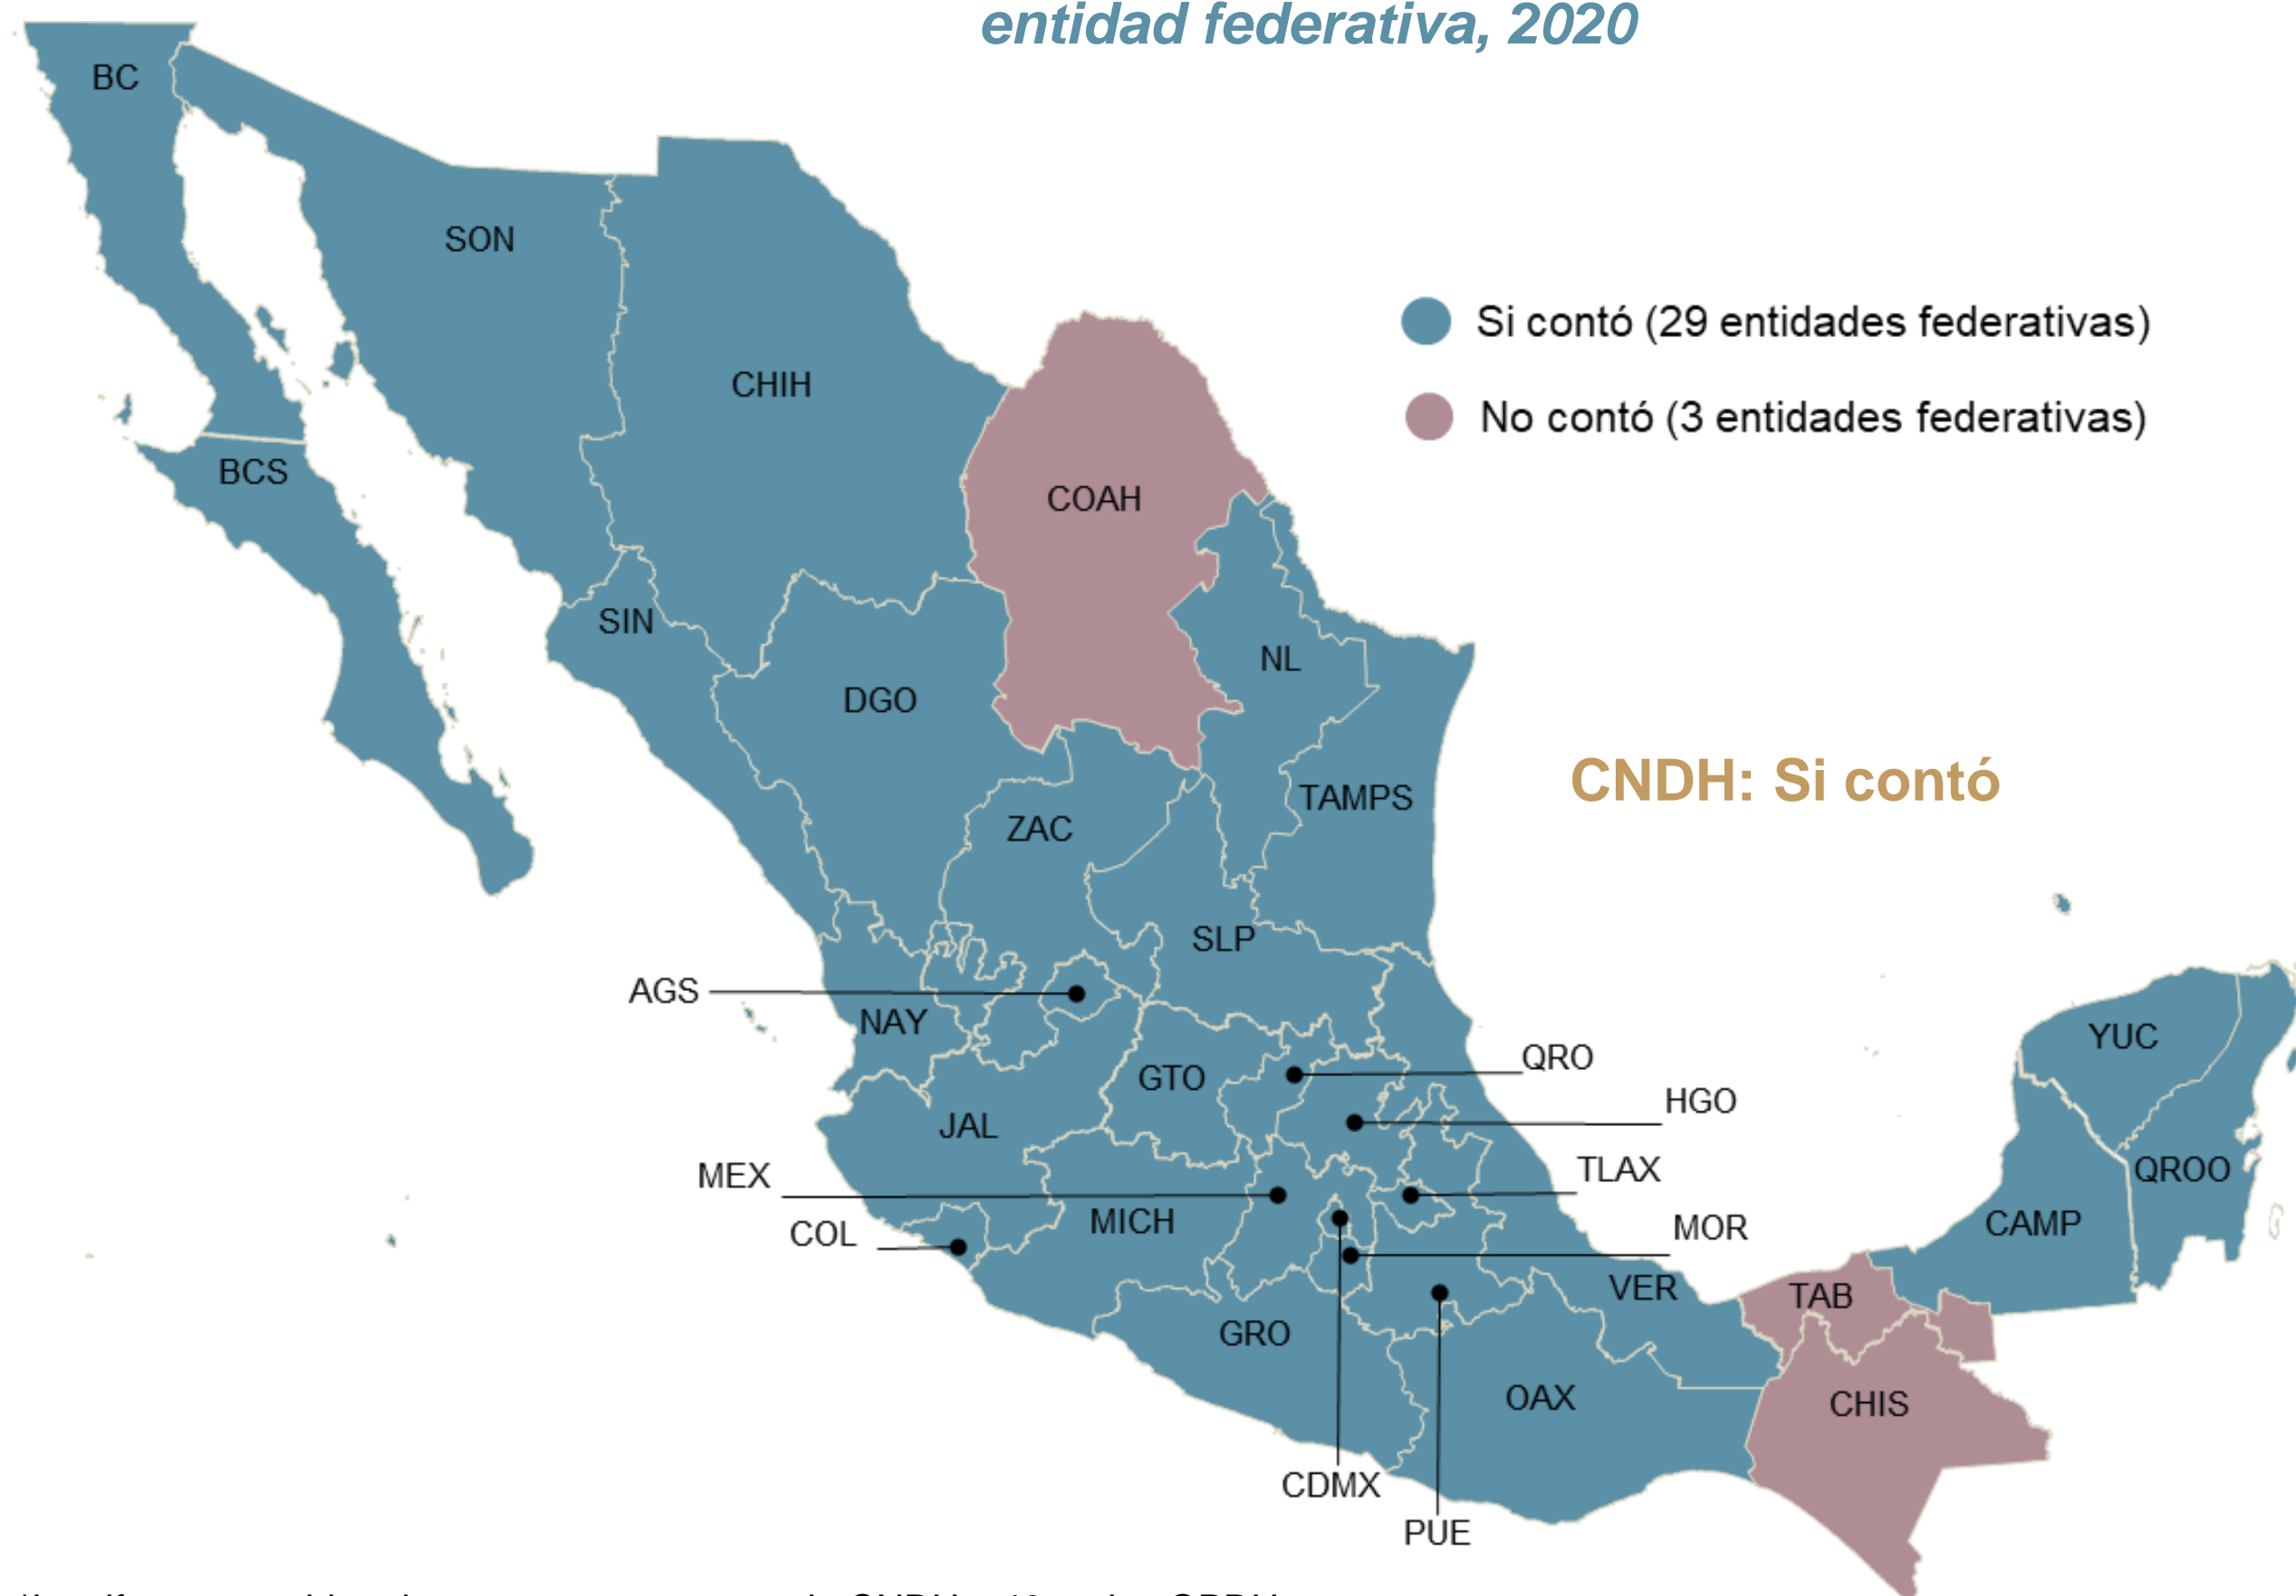 entidad federativa, 2020
BC
SON
CHIH
Si contó (29 entidades federativas)
No contó (3 entidades federativas)
BCS
COAH
SIN
NL
DGO
CNDH: Si contó
TAMPS
ZAC
SLP
AGS
NAY
QRO
YUC
GTO
HGO
JAL
MEX
TLAX
QROO
COL
MICH
MOR
CAMP
VER
TAB
GRO
OAX
CHIS
CDMX
PUE